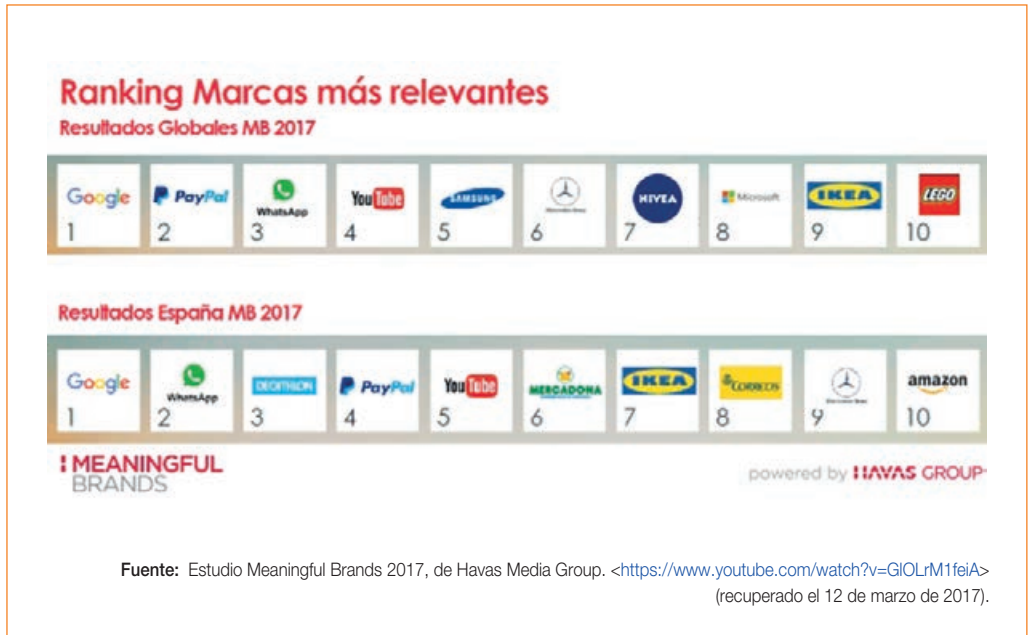 Ranking Marcas más relevantes
Resultados Globales MB 2017
Google PayPal WhatsApp YouTube SAMSUNG Mercedes-Benz NIVEA Microsoft IKEA LEGO
1 2 3 4 5 6 7 8 9 10
Resultados España MB 2017
Google WhatsApp DECATHLON PayPal YouTube MERCADONA IKEA CORREOS Mercedes-Benz amazon
1 2 3 4 5 6 7 8 9 10
MEANINGFUL
BRANDS
powered by HAVAS GROUP
Fuente: Estudio Meaningful Brands 2017, de Havas Media Group. <https://www.youtube.com/watch?v=GlOLrM1feiA>
(recuperado el 12 de marzo de 2017).